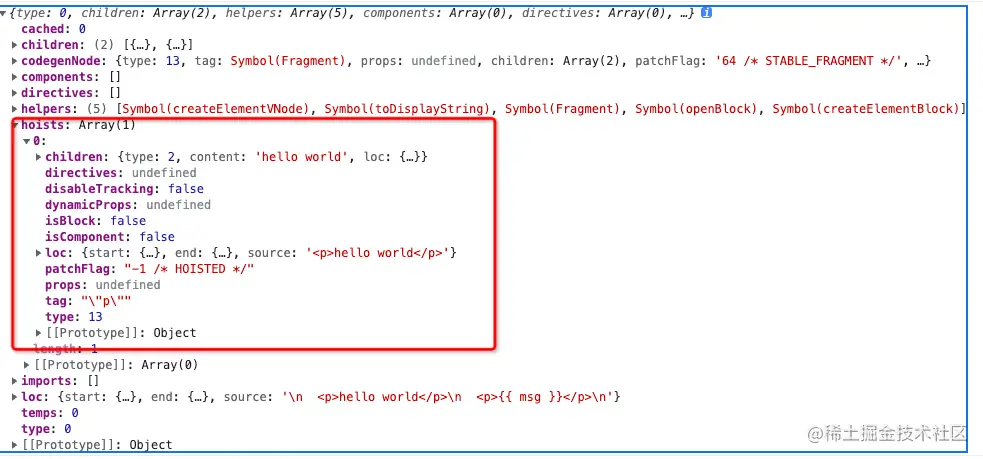 ▼{type: 0, children: Array(2), helpers: Array(5), components: Array(0), directives: Array(0), …} i
cached: 0
▶children: (2) [{…}, {…}]
▶codegenNode: {type: 13, tag: Symbol(Fragment), props: undefined, children: Array(2), patchFlag: '64 /* STABLE_FRAGMENT */', …}
▶components: []
▶directives: []
▶helpers: (5) [Symbol(createElementVNode), Symbol(toDisplayString), Symbol(Fragment), Symbol(openBlock), Symbol(createElementBlock)]
▼hoists: Array(1)
▼0:
▶children: {type: 2, content: 'hello world', loc: {…}}
directives: undefined
disableTracking: false
dynamicProps: undefined
isBlock: false
isComponent: false
▶loc: {start: {…}, end: {…}, source: '<p>hello world</p>'}
patchFlag: "-1 /* HOISTED */"
props: undefined
tag: "\"p\""
type: 13
▶[[Prototype]]: Object
length: 1
▶[[Prototype]]: Array(0)
▶imports: []
▶loc: {start: {…}, end: {…}, source: '\n  <p>hello world</p>\n  <p>{{ msg }}</p>\n'}
temps: 0
type: 0
▶[[Prototype]]: Object
@稀土掘金技术社区